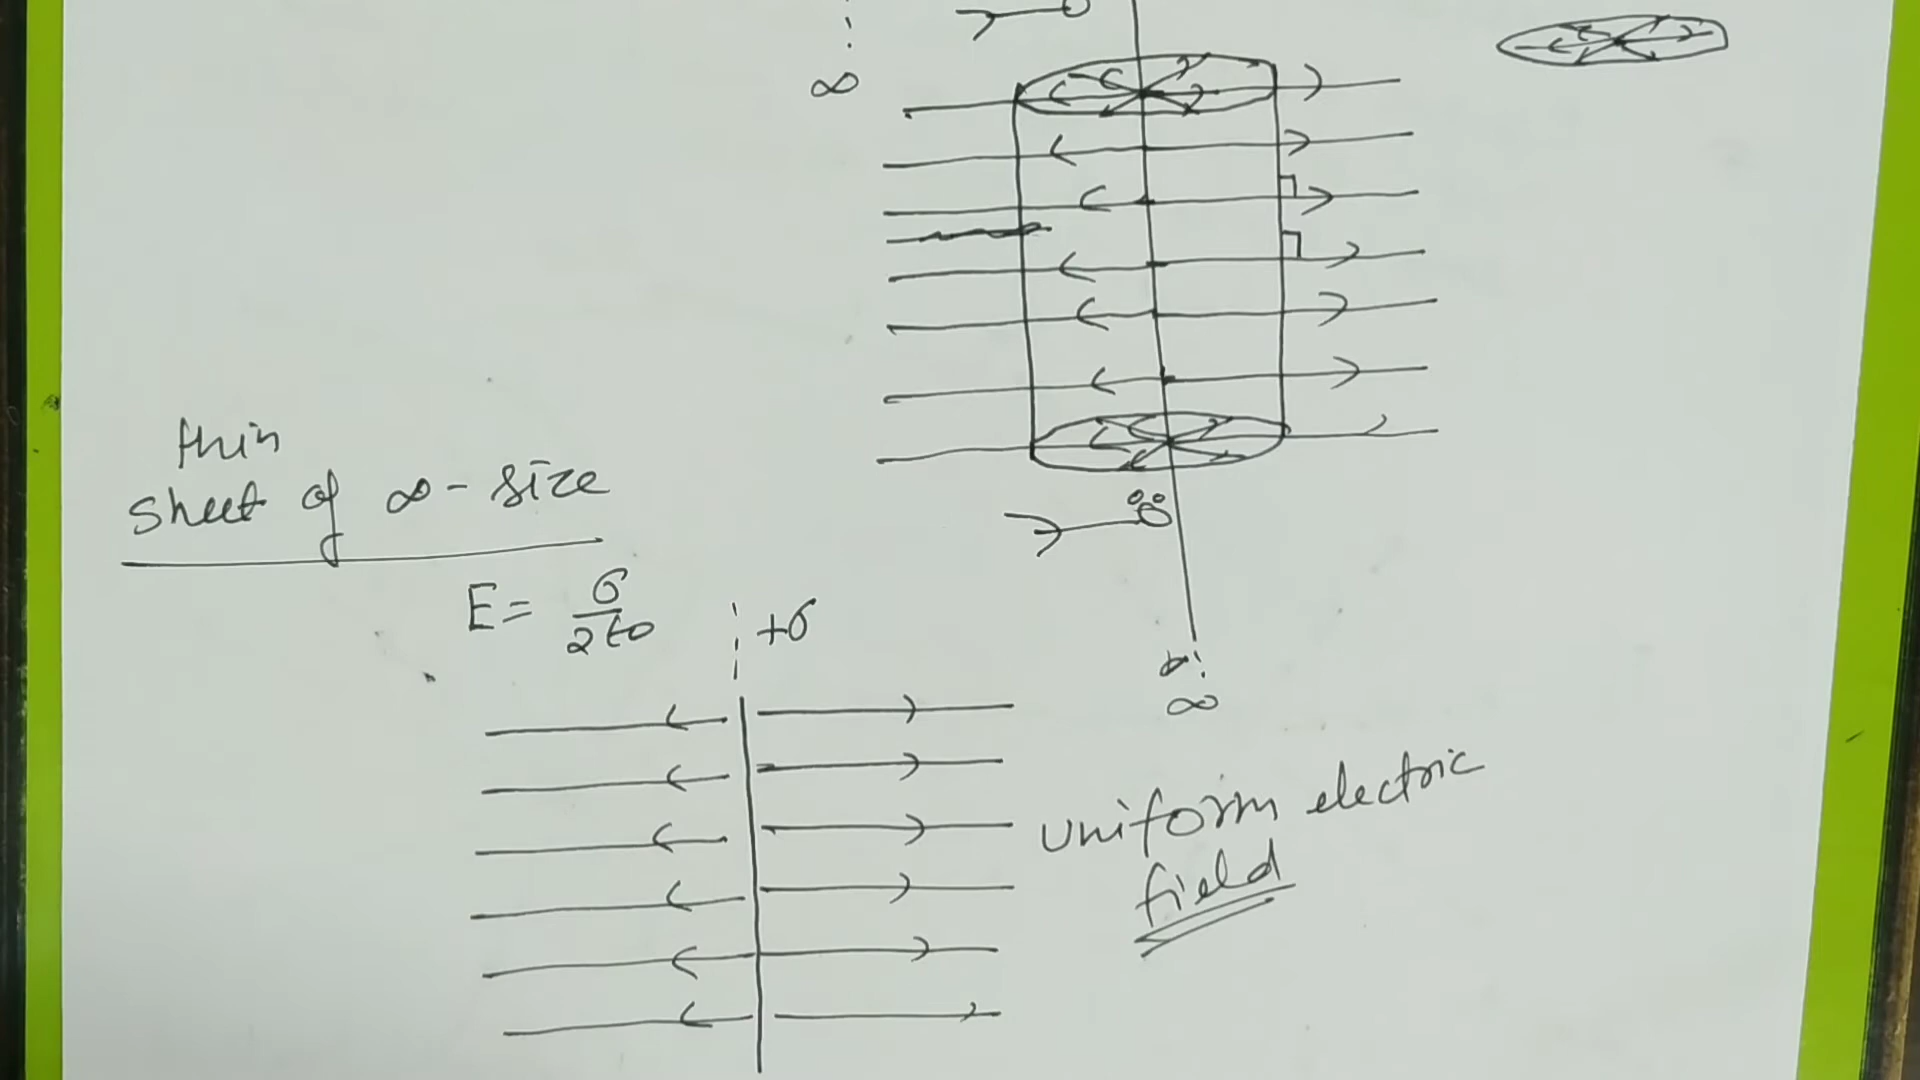 ∞
thin
sheet of ∞ - size
E = σ/2ε0
+σ
∞
uniform electric
field